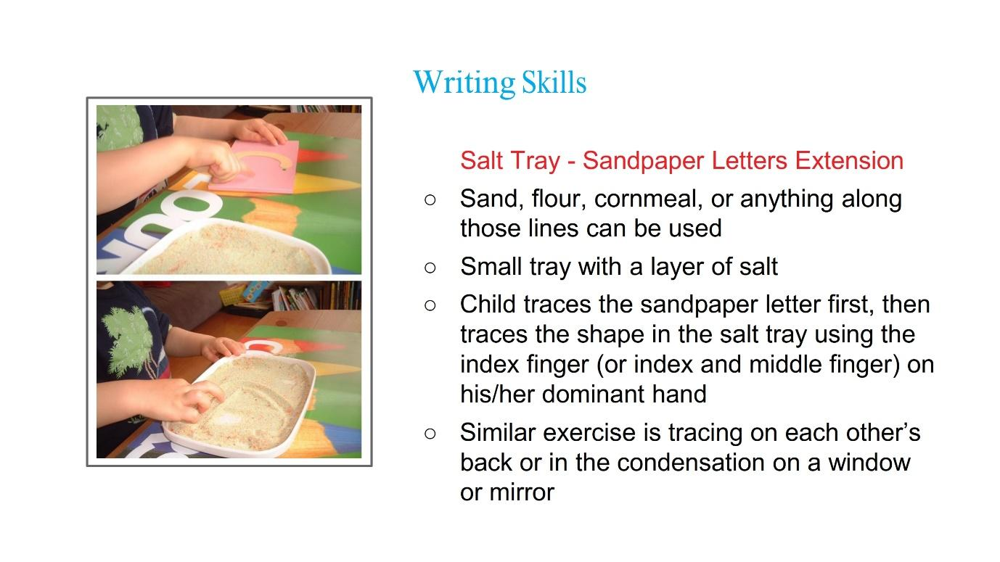 Writing Skills
Salt Tray - Sandpaper Letters Extension
○ Sand, flour, cornmeal, or anything along
those lines can be used
○ Small tray with a layer of salt
○ Child traces the sandpaper letter first, then
traces the shape in the salt tray using the
index finger (or index and middle finger) on
his/her dominant hand
○ Similar exercise is tracing on each other’s
back or in the condensation on a window
or mirror